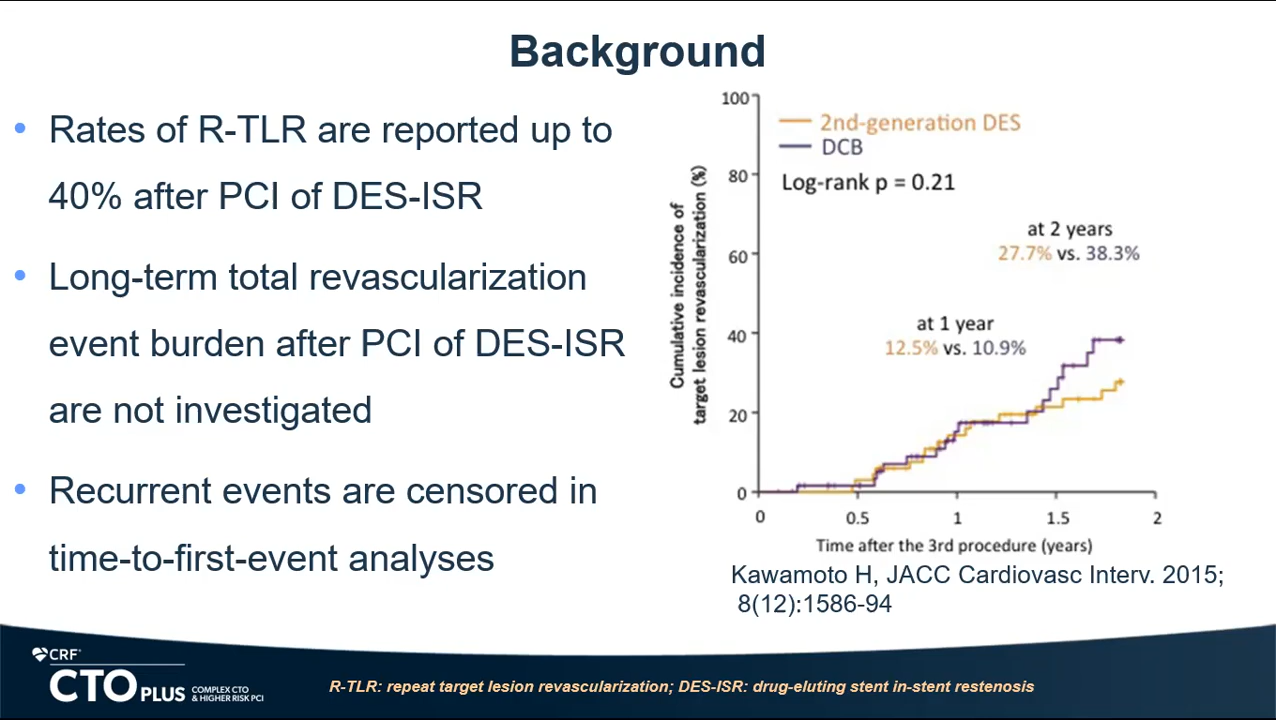 Background
• Rates of R-TLR are reported up to
40% after PCI of DES-ISR
• Long-term total revascularization
event burden after PCI of DES-ISR
are not investigated
• Recurrent events are censored in
time-to-first-event analyses
Cumulative incidence of
target lesion revascularization (%)
100
80
60
40
20
0
2nd-generation DES
DCB
Log-rank p = 0.21
at 2 years
27.7% vs. 38.3%
at 1 year
12.5% vs. 10.9%
0 0.5 1 1.5 2
Time after the 3rd procedure (years)
Kawamoto H, JACC Cardiovasc Interv. 2015;
8(12):1586-94
CRF
CTO PLUS COMPLEX CTO
& HIGHER RISK PCI
R-TLR: repeat target lesion revascularization; DES-ISR: drug-eluting stent in-stent restenosis